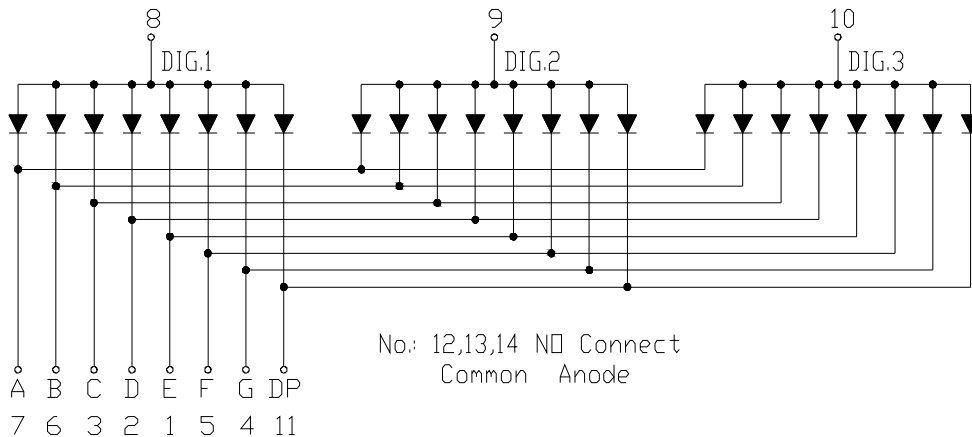 8 9 10
DIG.1 DIG.2 DIG.3
No.: 12,13,14 NO Connect
Common Anode
A B C D E F G DP
7 6 3 2 1 5 4 11